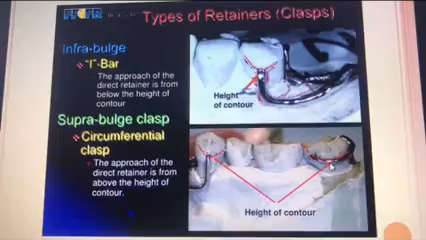 Types of Retainers (Clasps)
Infra-bulge
"I"-Bar
The approach of the
direct retainer is from
below the height of
contour
Supra-bulge clasp
Circumferential
clasp
The approach of the
direct retainer is from
above the height of
contour.
Height
of contour
Height of contour